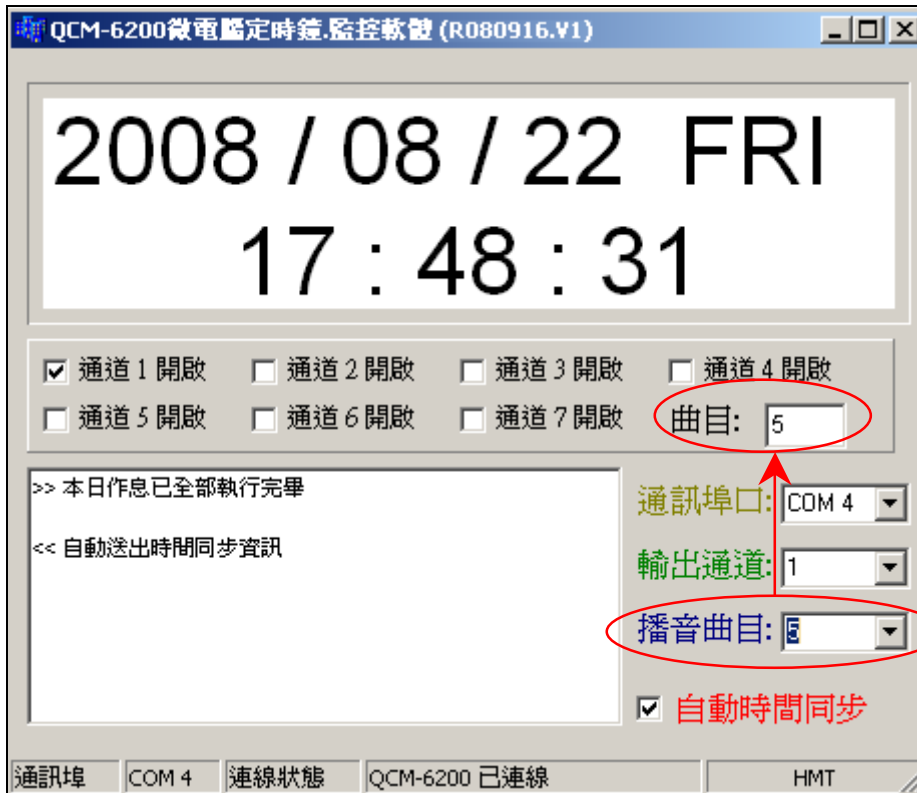 QCM-6200微電腦定時鐘.監控軟體 (R080916.V1)
2008 / 08 / 22 FRI
17 : 48 : 31
通道 1 開啟 通道 2 開啟 通道 3 開啟 通道 4 開啟
通道 5 開啟 通道 6 開啟 通道 7 開啟 曲目: 5
>> 本日作息已全部執行完畢
<< 自動送出時間同步資訊
通訊埠口: COM 4
輸出通道: 1
播音曲目: 5
自動時間同步
通訊埠 COM 4 連線狀態 QCM-6200 已連線 HMT